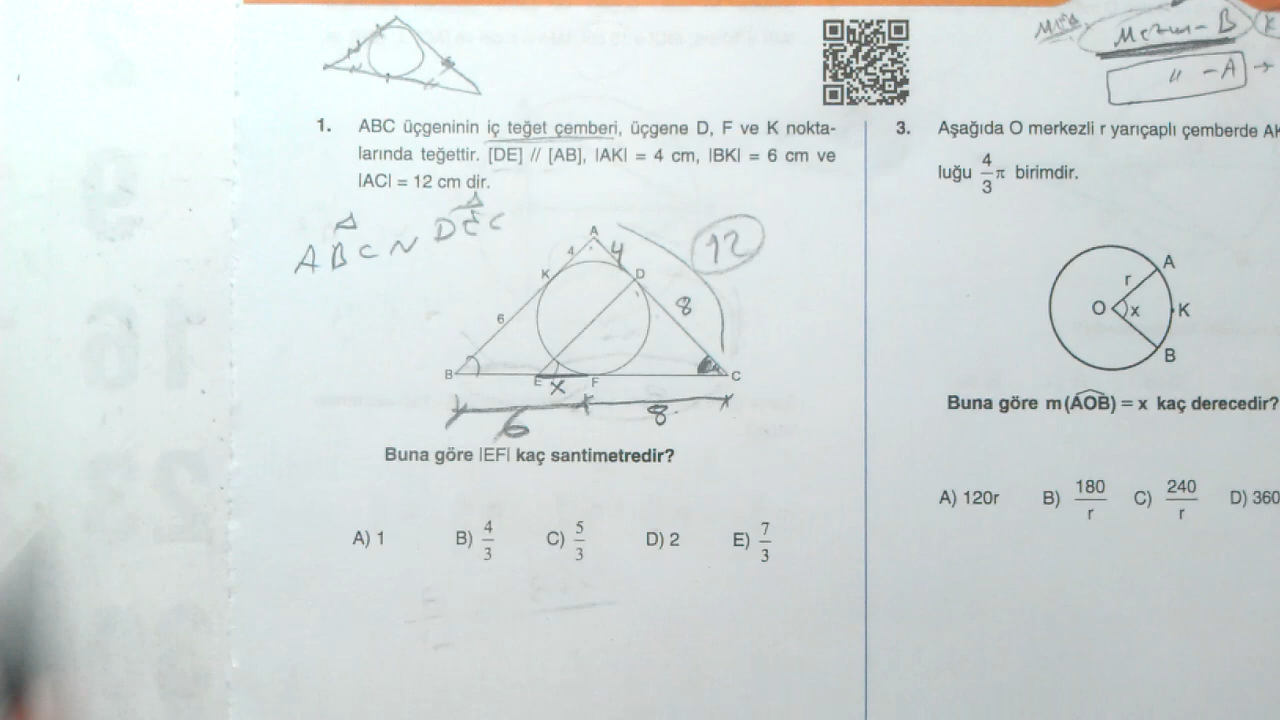 1. ABC üçgeninin iç teğet çemberi, üçgene D, F ve K nokta-
larında teğettir. [DE] // [AB], |AK| = 4 cm, |BK| = 6 cm ve
|AC| = 12 cm dir.
ABC ~ DEC
A
4
4
12
K
D
6
8
B
E
x
F
C
6
8
Buna göre |EF| kaç santimetredir?
A) 1 B) 4/3 C) 5/3 D) 2 E) 7/3
- B
" - A →
3. Aşağıda O merkezli r yarıçaplı çemberde
luğu 4/3 π birimdir.
A
r
O
x
K
B
Buna göre m(AOB) = x kaç derecedir?
A) 120r B) 180/r C) 240/r D) 360